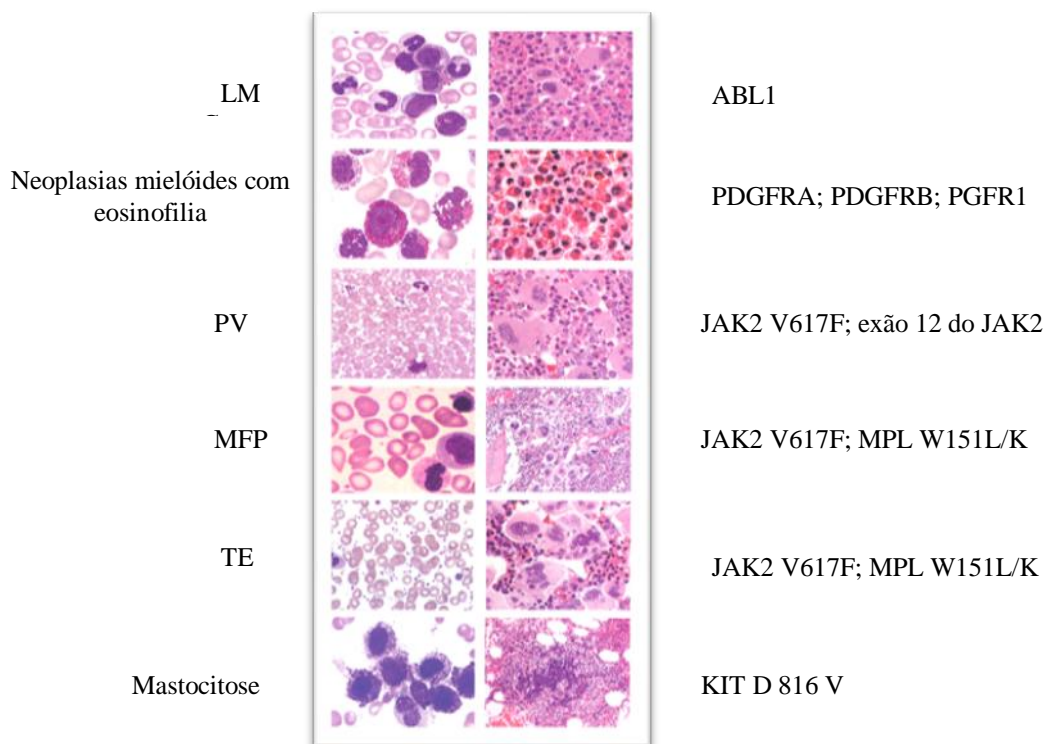 LM
ABL1
Neoplasias mielóides com
eosinofilia
PDGFRA; PDGFRB; PGFR1
PV
JAK2 V617F; exão 12 do JAK2
MFP
JAK2 V617F; MPL W151L/K
TE
JAK2 V617F; MPL W151L/K
Mastocitose
KIT D 816 V